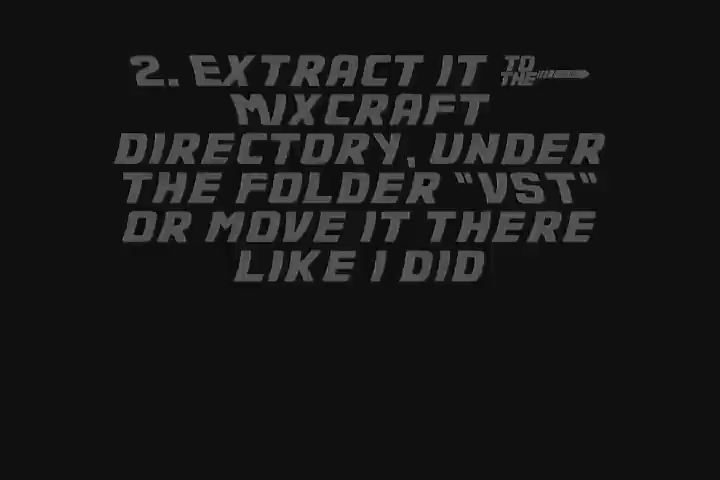 2. EXTRACT IT TO THE
MIXCRAFT
DIRECTORY, UNDER
THE FOLDER "VST"
OR MOVE IT THERE
LIKE I DID